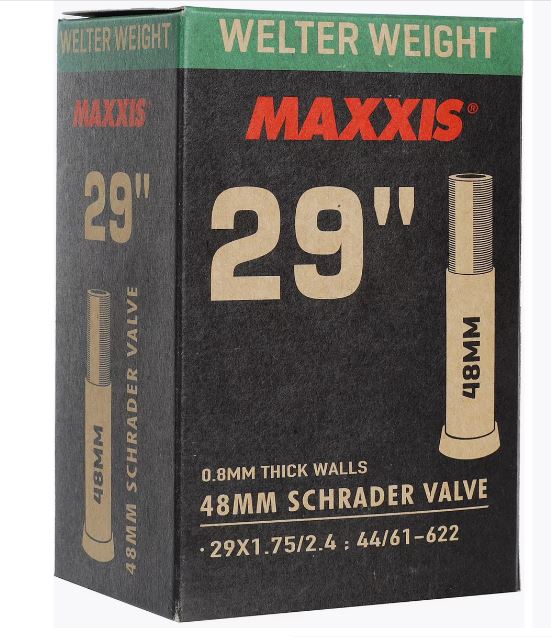 WELTER WEIGHT
MAXXIS
29"
48MM
48MM SCHRADER VALVE
WELTER WEIGHT
MAXXIS®
29"
48MM
0.8MM THICK WALLS
48MM SCHRADER VALVE
·29X1.75/2.4 ; 44/61-622